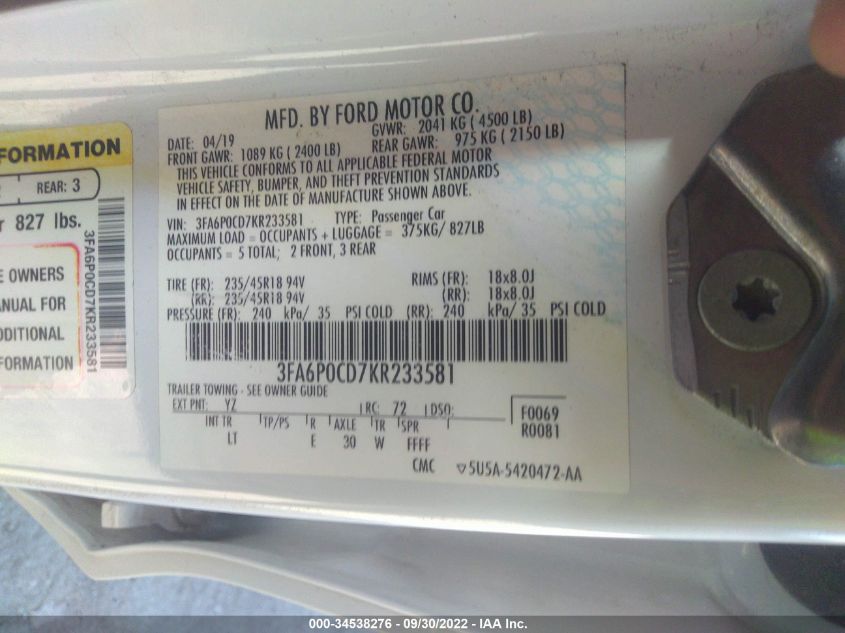 MFD. BY FORD MOTOR CO.
DATE: 04/19
GVWR: 2041 KG ( 4500 LB)
FRONT GAWR: 1089 KG ( 2400 LB)
REAR GAWR: 975 KG ( 2150 LB)
THIS VEHICLE CONFORMS TO ALL APPLICABLE FEDERAL MOTOR
VEHICLE SAFETY, BUMPER, AND THEFT PREVENTION STANDARDS
IN EFFECT ON THE DATE OF MANUFACTURE SHOWN ABOVE.
VIN: 3FA6P0CD7KR233581 TYPE: Passenger Car
MAXIMUM LOAD = OCCUPANTS + LUGGAGE = 375KG/ 827LB
OCCUPANTS = 5 TOTAL; 2 FRONT, 3 REAR
TIRE (FR): 235/45R18 94V RIMS (FR): 18x8.0J
(RR): 235/45R18 94V (RR): 18x8.0J
PRESSURE (FR): 240 kPa/ 35 PSI COLD (RR): 240 kPa/ 35 PSI COLD
3FA6P0CD7KR233581
TRAILER TOWING - SEE OWNER GUIDE
EXT PNT: YZ RC: 72 DSO:
F0069
R0081
INT TR TP/PS R AXLE TR SPR
LT E 30 W FFFF
CMC ▽5U5A-5420472-AA
FORMATION
REAR: 3
r 827 lbs.
OWNERS
ANUAL FOR
DDITIONAL
FORMATION
3FA6P0CD7KR233581
000-34538276 - 09/30/2022 - IAA Inc.